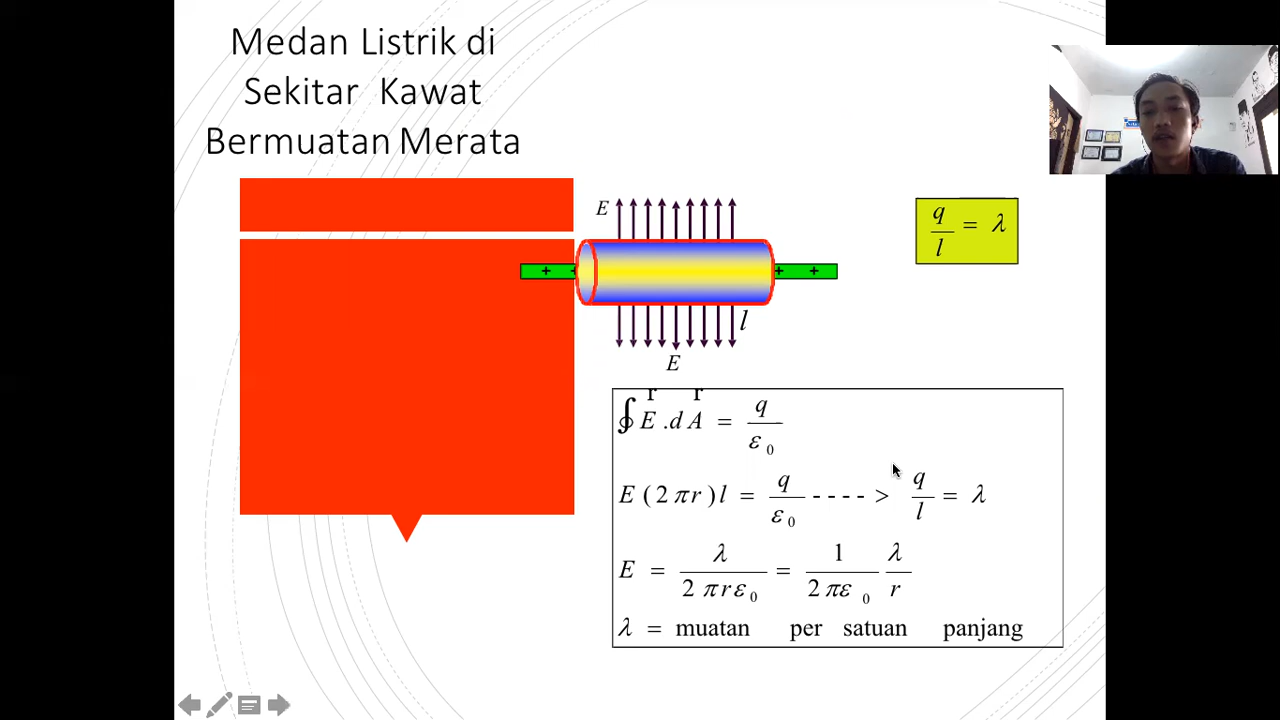 Medan Listrik di
Sekitar Kawat
Bermuatan Merata
E
q/l = λ
+ + + +
l
E
∮ E . d A = q/ε0
E ( 2 π r ) l = q/ε0 - - - - > q/l = λ
E = λ/2 π r ε0 = 1/2 π ε0 λ/r
λ = muatan per satuan panjang